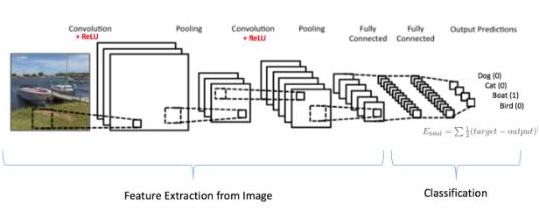 Convolution
+ ReLU
Pooling
Convolution
+ ReLU
Pooling
Fully
Connected
Fully
Connected
Output Predictions
Dog (0)
Cat (0)
Boat (1)
Bird (0)
E_total = ∑ ½(target − output)²
Feature Extraction from Image
Classification